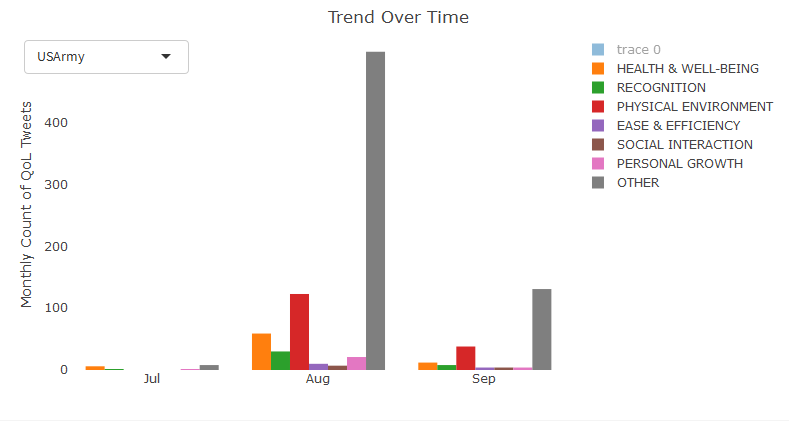 Trend Over Time
USArmy
trace 0
HEALTH & WELL-BEING
RECOGNITION
PHYSICAL ENVIRONMENT
EASE & EFFICIENCY
SOCIAL INTERACTION
PERSONAL GROWTH
OTHER
Monthly Count of QoL Tweets
400
300
200
100
0
Jul
Aug
Sep